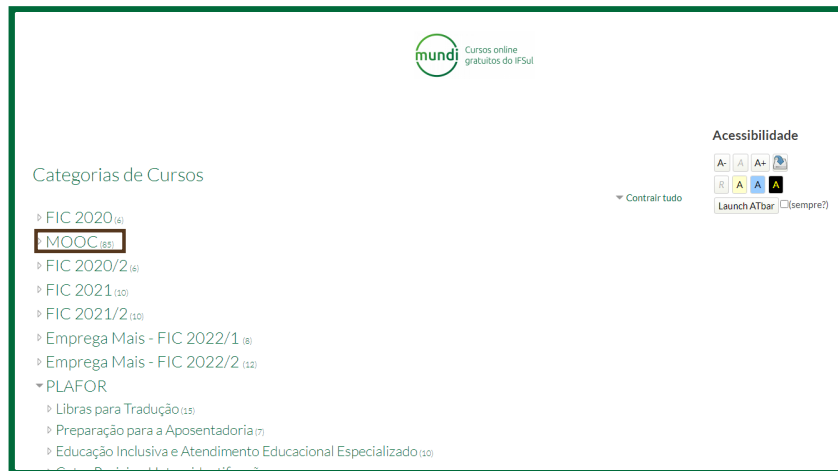 mundi
Cursos online
gratuitos do IFSul
Acessibilidade
A- A A+
R A A A
Launch ATbar (sempre?)
Categorias de Cursos
Contrair tudo
FIC 2020 (6)
MOOC (85)
FIC 2020/2 (6)
FIC 2021 (10)
FIC 2021/2 (10)
Emprega Mais - FIC 2022/1 (8)
Emprega Mais - FIC 2022/2 (12)
PLAFOR
Libras para Tradução (15)
Preparação para a Aposentadoria (7)
Educação Inclusiva e Atendimento Educacional Especializado (10)